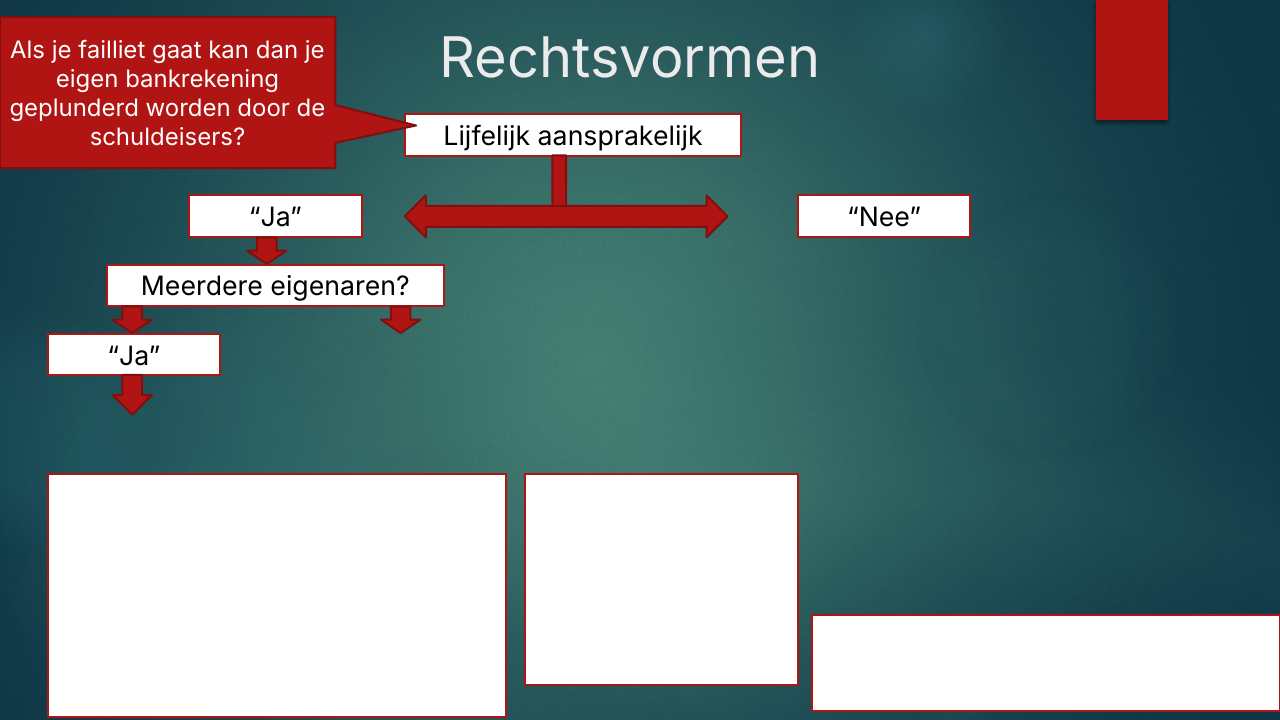 Als je failliet gaat kan dan je
eigen bankrekening
geplunderd worden door de
schuldeisers?
Rechtsvormen
Lijfelijk aansprakelijk
“Ja”
“Nee”
Meerdere eigenaren?
“Ja”